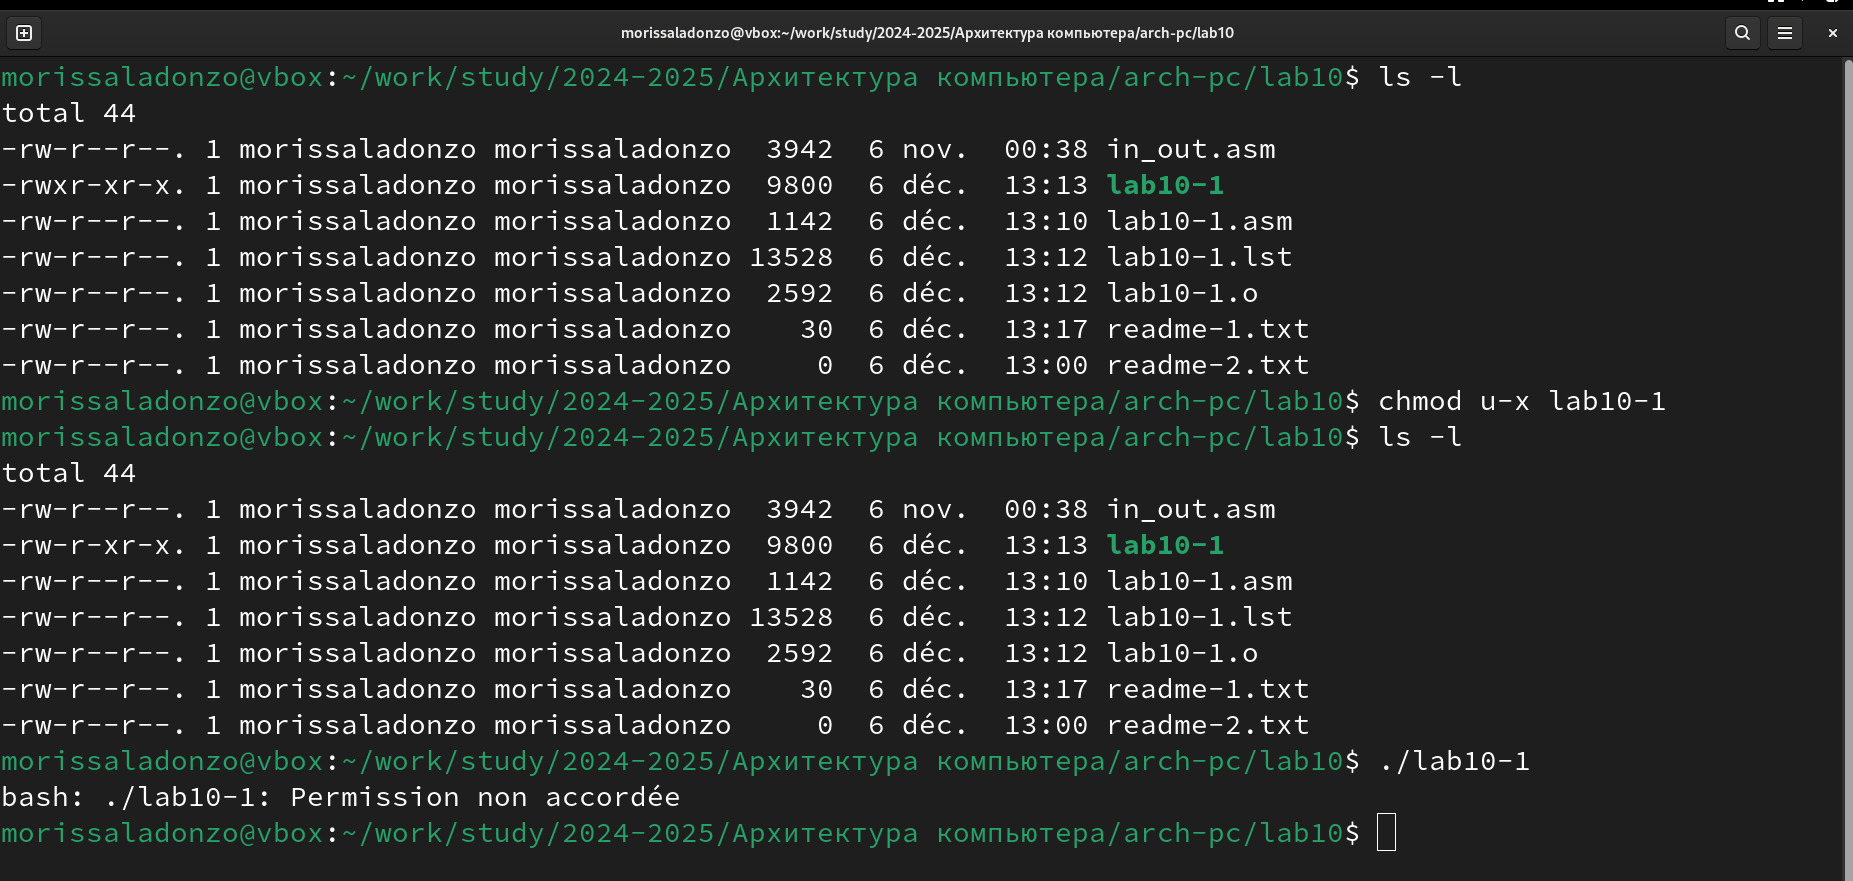 morissaladonzo@vbox:~/work/study/2024-2025/Архитектура компьютера/arch-pc/lab10
morissaladonzo@vbox:~/work/study/2024-2025/Архитектура компьютера/arch-pc/lab10$ ls -l
total 44
-rw-r--r--. 1 morissaladonzo morissaladonzo  3942  6 nov.  00:38 in_out.asm
-rwxr-xr-x. 1 morissaladonzo morissaladonzo  9800  6 déc.  13:13 lab10-1
-rw-r--r--. 1 morissaladonzo morissaladonzo  1142  6 déc.  13:10 lab10-1.asm
-rw-r--r--. 1 morissaladonzo morissaladonzo 13528  6 déc.  13:12 lab10-1.lst
-rw-r--r--. 1 morissaladonzo morissaladonzo  2592  6 déc.  13:12 lab10-1.o
-rw-r--r--. 1 morissaladonzo morissaladonzo    30  6 déc.  13:17 readme-1.txt
-rw-r--r--. 1 morissaladonzo morissaladonzo     0  6 déc.  13:00 readme-2.txt
morissaladonzo@vbox:~/work/study/2024-2025/Архитектура компьютера/arch-pc/lab10$ chmod u-x lab10-1
morissaladonzo@vbox:~/work/study/2024-2025/Архитектура компьютера/arch-pc/lab10$ ls -l
total 44
-rw-r--r--. 1 morissaladonzo morissaladonzo  3942  6 nov.  00:38 in_out.asm
-rw-r-xr-x. 1 morissaladonzo morissaladonzo  9800  6 déc.  13:13 lab10-1
-rw-r--r--. 1 morissaladonzo morissaladonzo  1142  6 déc.  13:10 lab10-1.asm
-rw-r--r--. 1 morissaladonzo morissaladonzo 13528  6 déc.  13:12 lab10-1.lst
-rw-r--r--. 1 morissaladonzo morissaladonzo  2592  6 déc.  13:12 lab10-1.o
-rw-r--r--. 1 morissaladonzo morissaladonzo    30  6 déc.  13:17 readme-1.txt
-rw-r--r--. 1 morissaladonzo morissaladonzo     0  6 déc.  13:00 readme-2.txt
morissaladonzo@vbox:~/work/study/2024-2025/Архитектура компьютера/arch-pc/lab10$ ./lab10-1
bash: ./lab10-1: Permission non accordée
morissaladonzo@vbox:~/work/study/2024-2025/Архитектура компьютера/arch-pc/lab10$